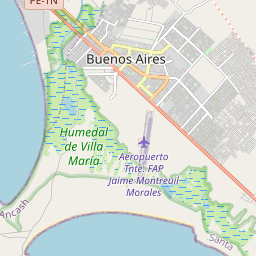 PE-1N
Buenos Aires
Humedal
de Villa
María
Aeropuerto
Tnte. FAP
Jaime Montreuil
Morales
Ancash
Santa